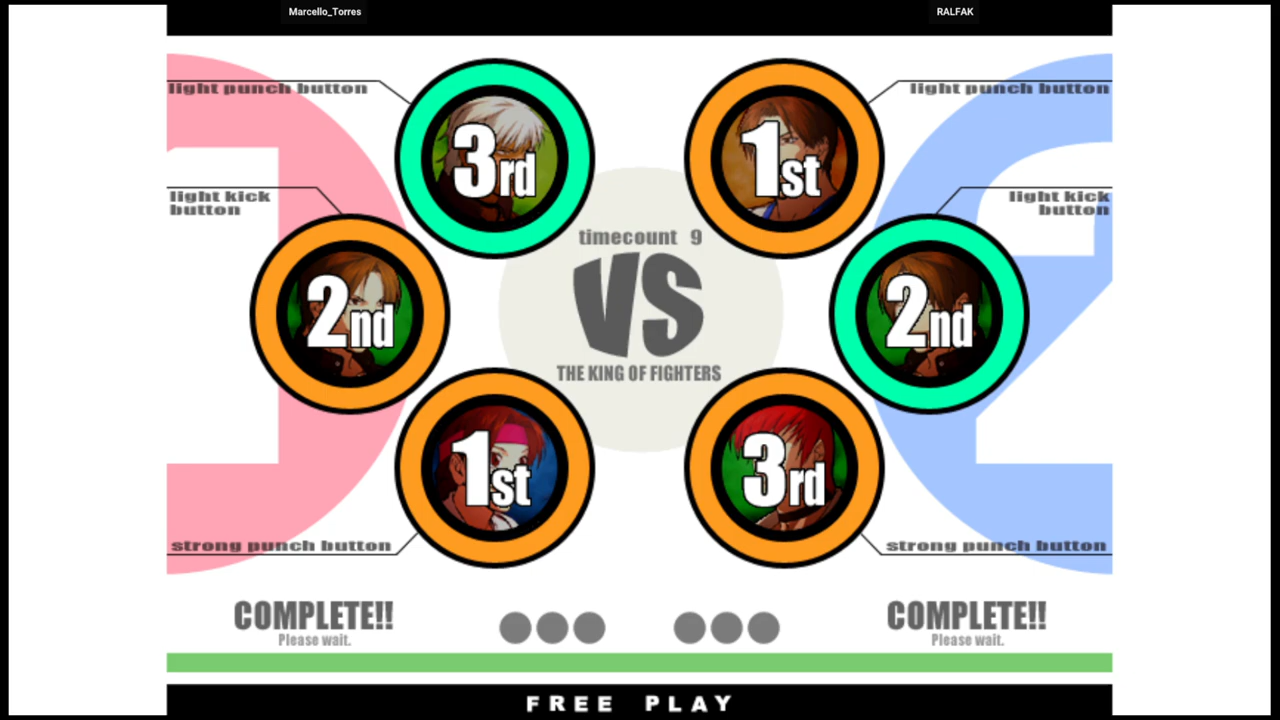 Marcello_Torres
RALFAK
light punch button
light punch button
3rd
1st
light kick
button
light kick
button
timecount 9
VS
THE KING OF FIGHTERS
2nd
2nd
1st
3rd
strong punch button
strong punch button
COMPLETE!!
Please wait.
COMPLETE!!
Please wait.
FREE PLAY